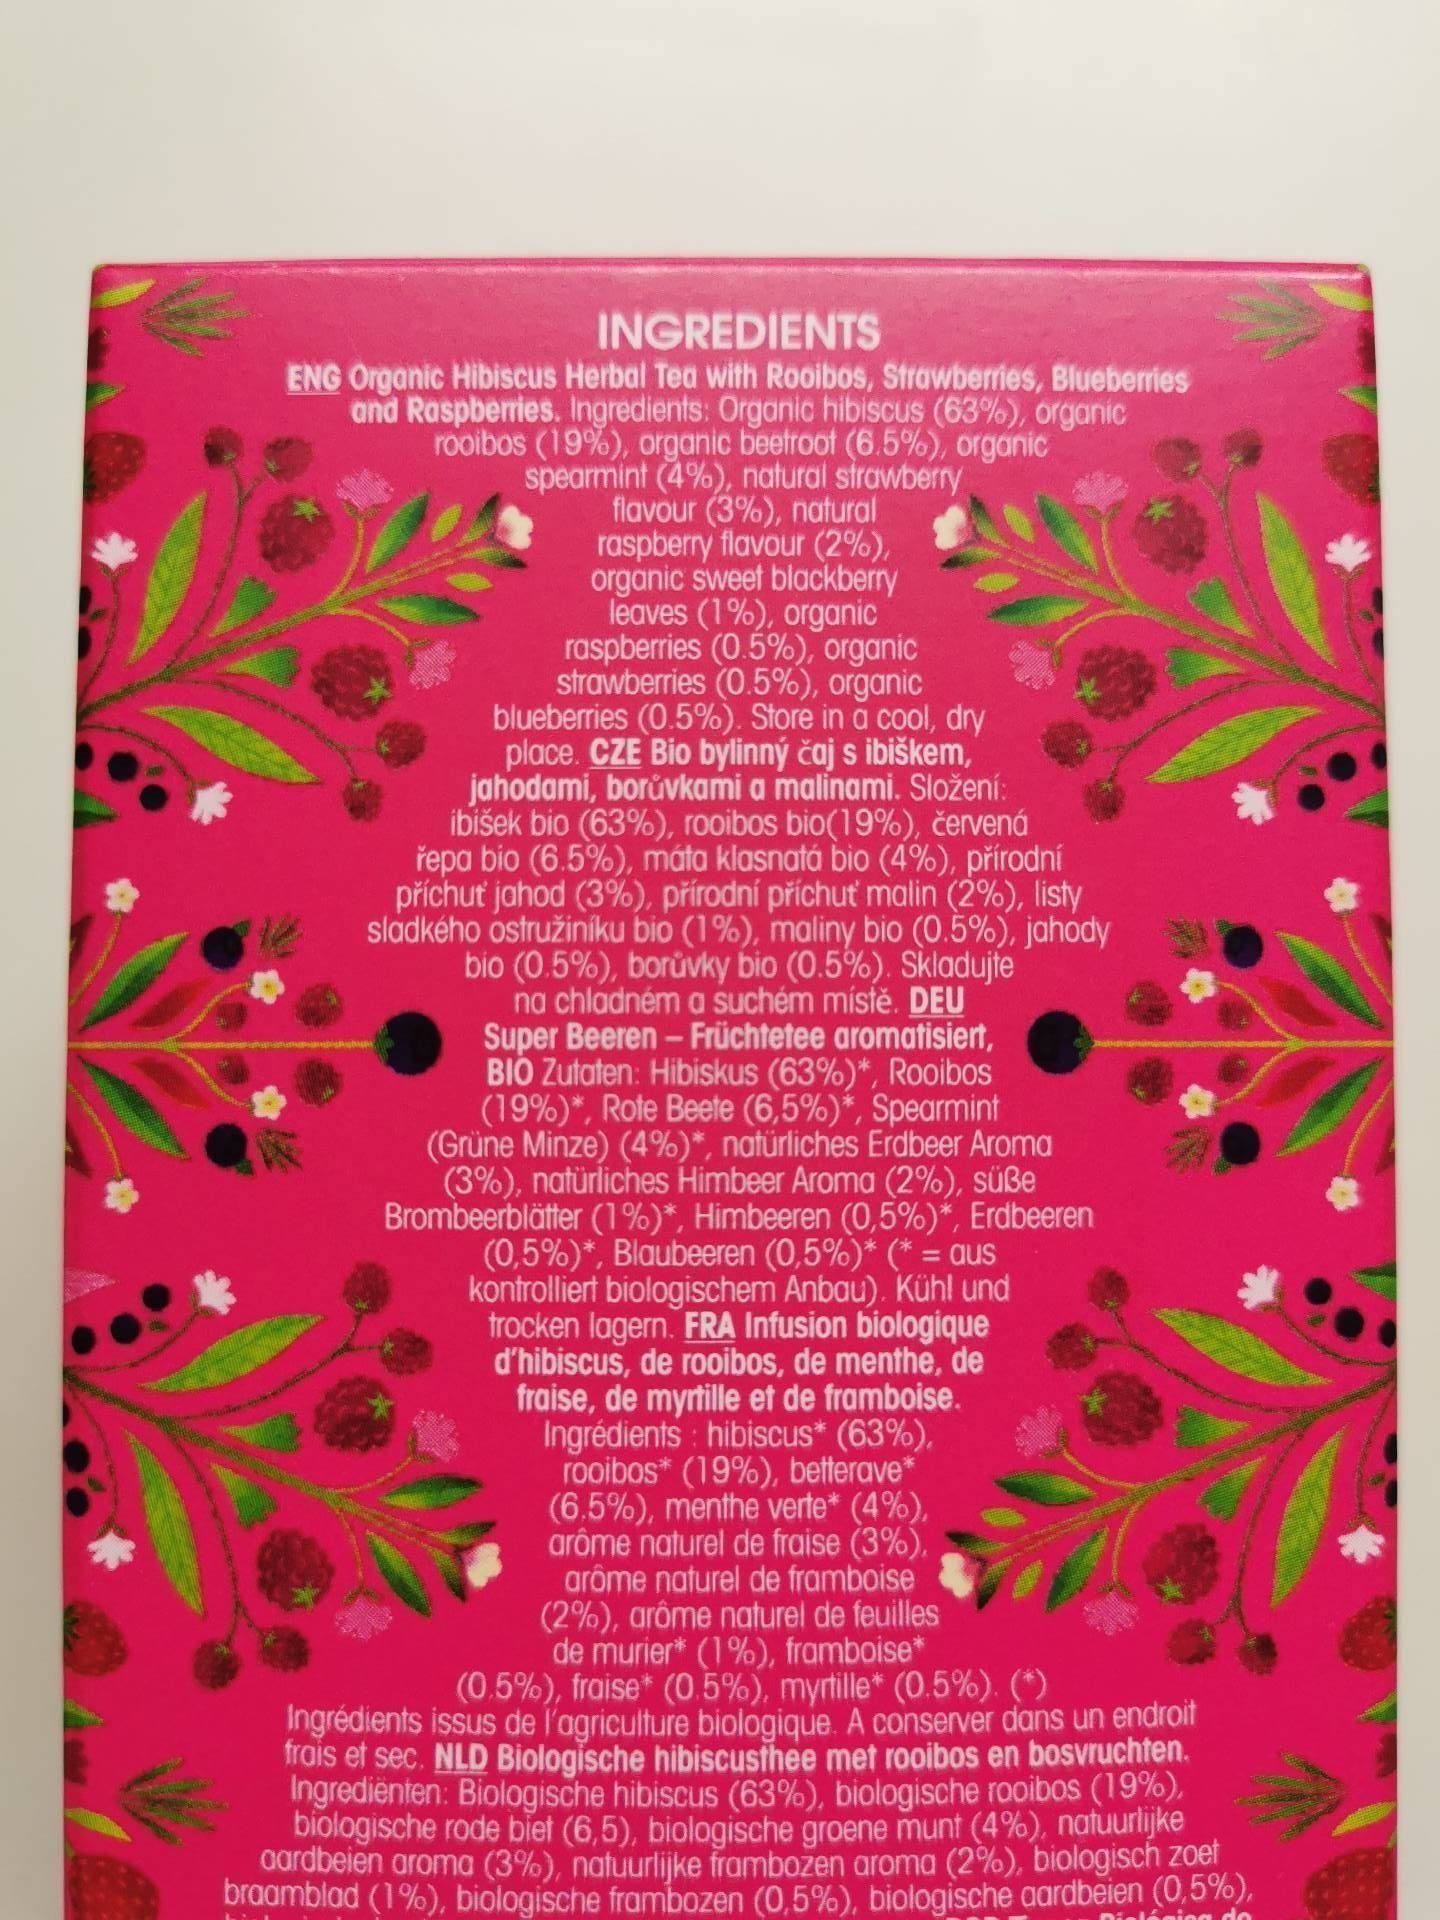 INGREDIENTS
ENG Organic Hibiscus Herbal Tea with Rooibos, Strawberries, Blueberries
and Raspberries. Ingredients: Organic hibiscus (63%), organic
rooibos (19%), organic beetroot (6.5%), organic
spearmint (4%), natural strawberry
flavour (3%), natural
raspberry flavour (2%),
organic sweet blackberry
leaves (1%), organic
raspberries (0.5%), organic
strawberries (0.5%), organic
blueberries (0.5%). Store in a cool, dry
place. CZE Bio bylinný čaj s ibiškem,
jahodami, borůvkami a malinami. Složení:
ibišek bio (63%), rooibos bio(19%), červená
řepa bio (6.5%), máta klasnatá bio (4%), přírodní
příchuť jahod (3%), přírodní příchuť malin (2%), listy
sladkého ostružiníku bio (1%), maliny bio (0.5%), jahody
bio (0.5%), borůvky bio (0.5%). Skladujte
na chladném a suchém místě. DEU
Super Beeren – Früchtetee aromatisiert,
BIO Zutaten: Hibiskus (63%)*, Rooibos
(19%)*, Rote Beete (6,5%)*, Spearmint
(Grüne Minze) (4%)*, natürliches Erdbeer Aroma
(3%), natürliches Himbeer Aroma (2%), süße
Brombeerblätter (1%)*, Himbeeren (0,5%)*, Erdbeeren
(0,5%)*, Blaubeeren (0,5%)* (* = aus
kontrolliert biologischem Anbau). Kühl und
trocken lagern. FRA Infusion biologique
d'hibiscus, de rooibos, de menthe, de
fraise, de myrtille et de framboise.
Ingrédients : hibiscus* (63%),
rooibos* (19%), betterave*
(6.5%), menthe verte* (4%),
arôme naturel de fraise (3%),
arôme naturel de framboise
(2%), arôme naturel de feuilles
de murier* (1%), framboise*
(0.5%), fraise* (0.5%), myrtille* (0.5%). (*)
Ingrédients issus de l'agriculture biologique. A conserver dans un endroit
frais et sec. NLD Biologische hibiscusthee met rooibos en bosvruchten.
Ingrediënten: Biologische hibiscus (63%), biologische rooibos (19%),
biologische rode biet (6,5), biologische groene munt (4%), natuurlijke
aardbeien aroma (3%), natuurlijke frambozen aroma (2%), biologisch zoet
braamblad (1%), biologische frambozen (0,5%), biologische aardbeien (0,5%),